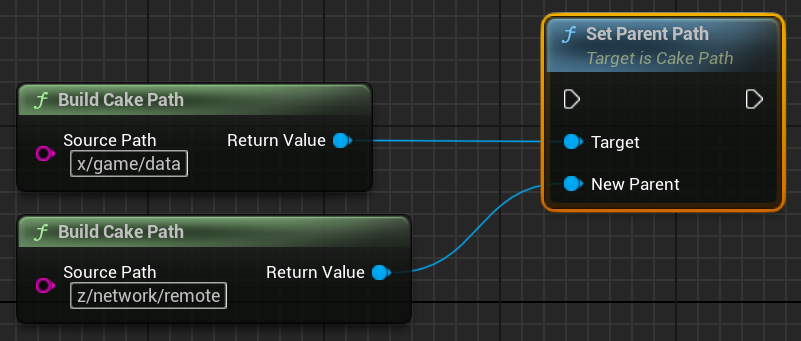 Set Parent Path
Target is Cake Path
Target
New Parent
Build Cake Path
Source Path
Return Value
x/game/data
Build Cake Path
Source Path
Return Value
z/network/remote